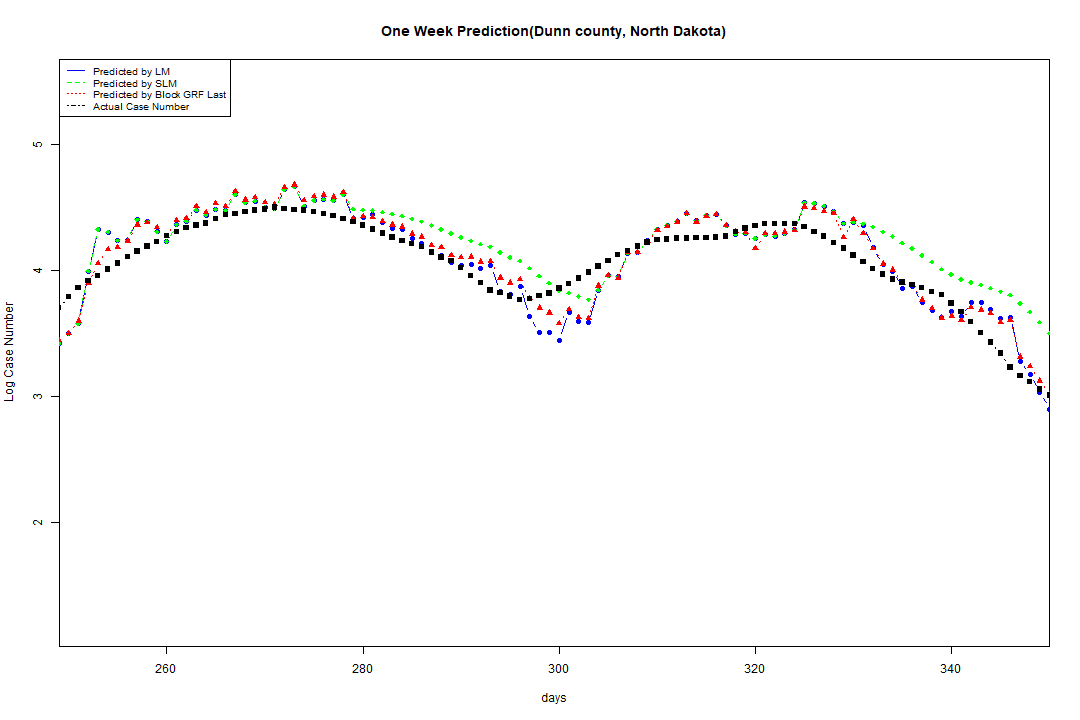 One Week Prediction(Dunn county, North Dakota)
Predicted by LM
Predicted by SLM
Predicted by Block GRF Last
Actual Case Number
5
4
3
2
Log Case Number
260 280 300 320 340
days